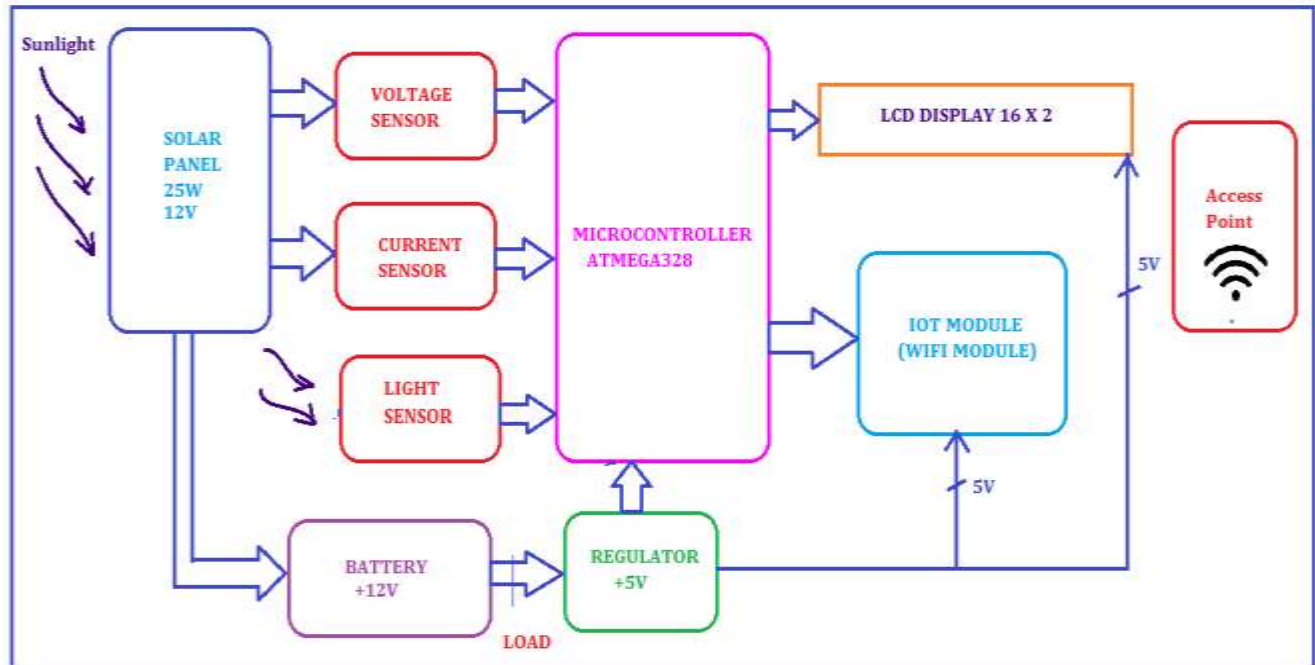 Sunlight
SOLAR
PANEL
25W
12V
VOLTAGE
SENSOR
CURRENT
SENSOR
LIGHT
SENSOR
MICROCONTROLLER
ATMEGA328
LCD DISPLAY 16 X 2
Access
Point
5V
IOT MODULE
(WIFI MODULE)
5V
BATTERY
+12V
LOAD
REGULATOR
+5V